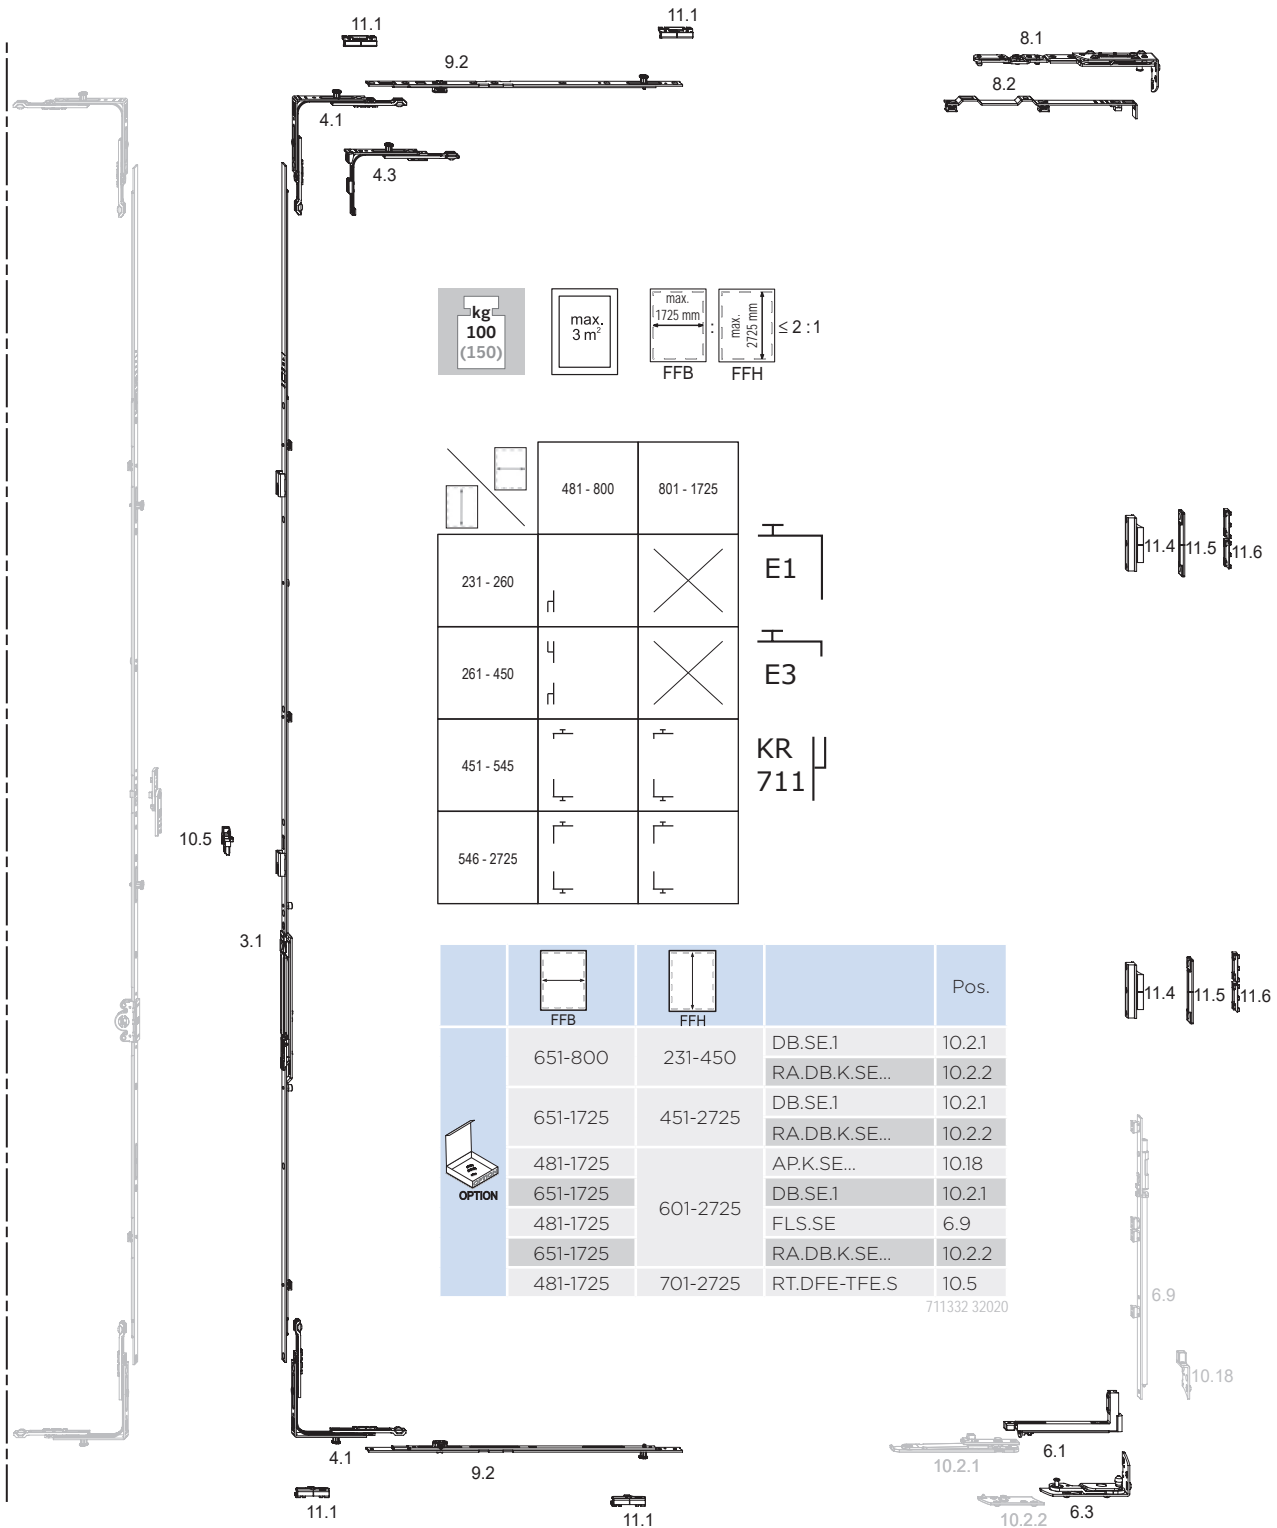 11.1
11.1
9.2
8.1
8.2
4.1
4.3
kg
100
(150)
max.
3 m²
max.
1725 mm
FFB
:
max.
2725 mm
FFH
≤ 2 :1
481 - 800
801 - 1725
231 - 260
261 - 450
451 - 545
546 - 2725
E1
E3
KR
711
11.4
11.5
11.6
10.5
3.1
FFB
FFH
Pos.
OPTION
651-800
231-450
DB.SE.1
10.2.1
RA.DB.K.SE...
10.2.2
651-1725
451-2725
DB.SE.1
10.2.1
RA.DB.K.SE...
10.2.2
481-1725
601-2725
AP.K.SE...
10.18
651-1725
DB.SE.1
10.2.1
481-1725
FLS.SE
6.9
651-1725
RA.DB.K.SE...
10.2.2
481-1725
701-2725
RT.DFE-TFE.S
10.5
711332 32020
11.4
11.5
11.6
6.9
10.18
4.1
9.2
10.2.1
6.1
11.1
11.1
10.2.2
6.3